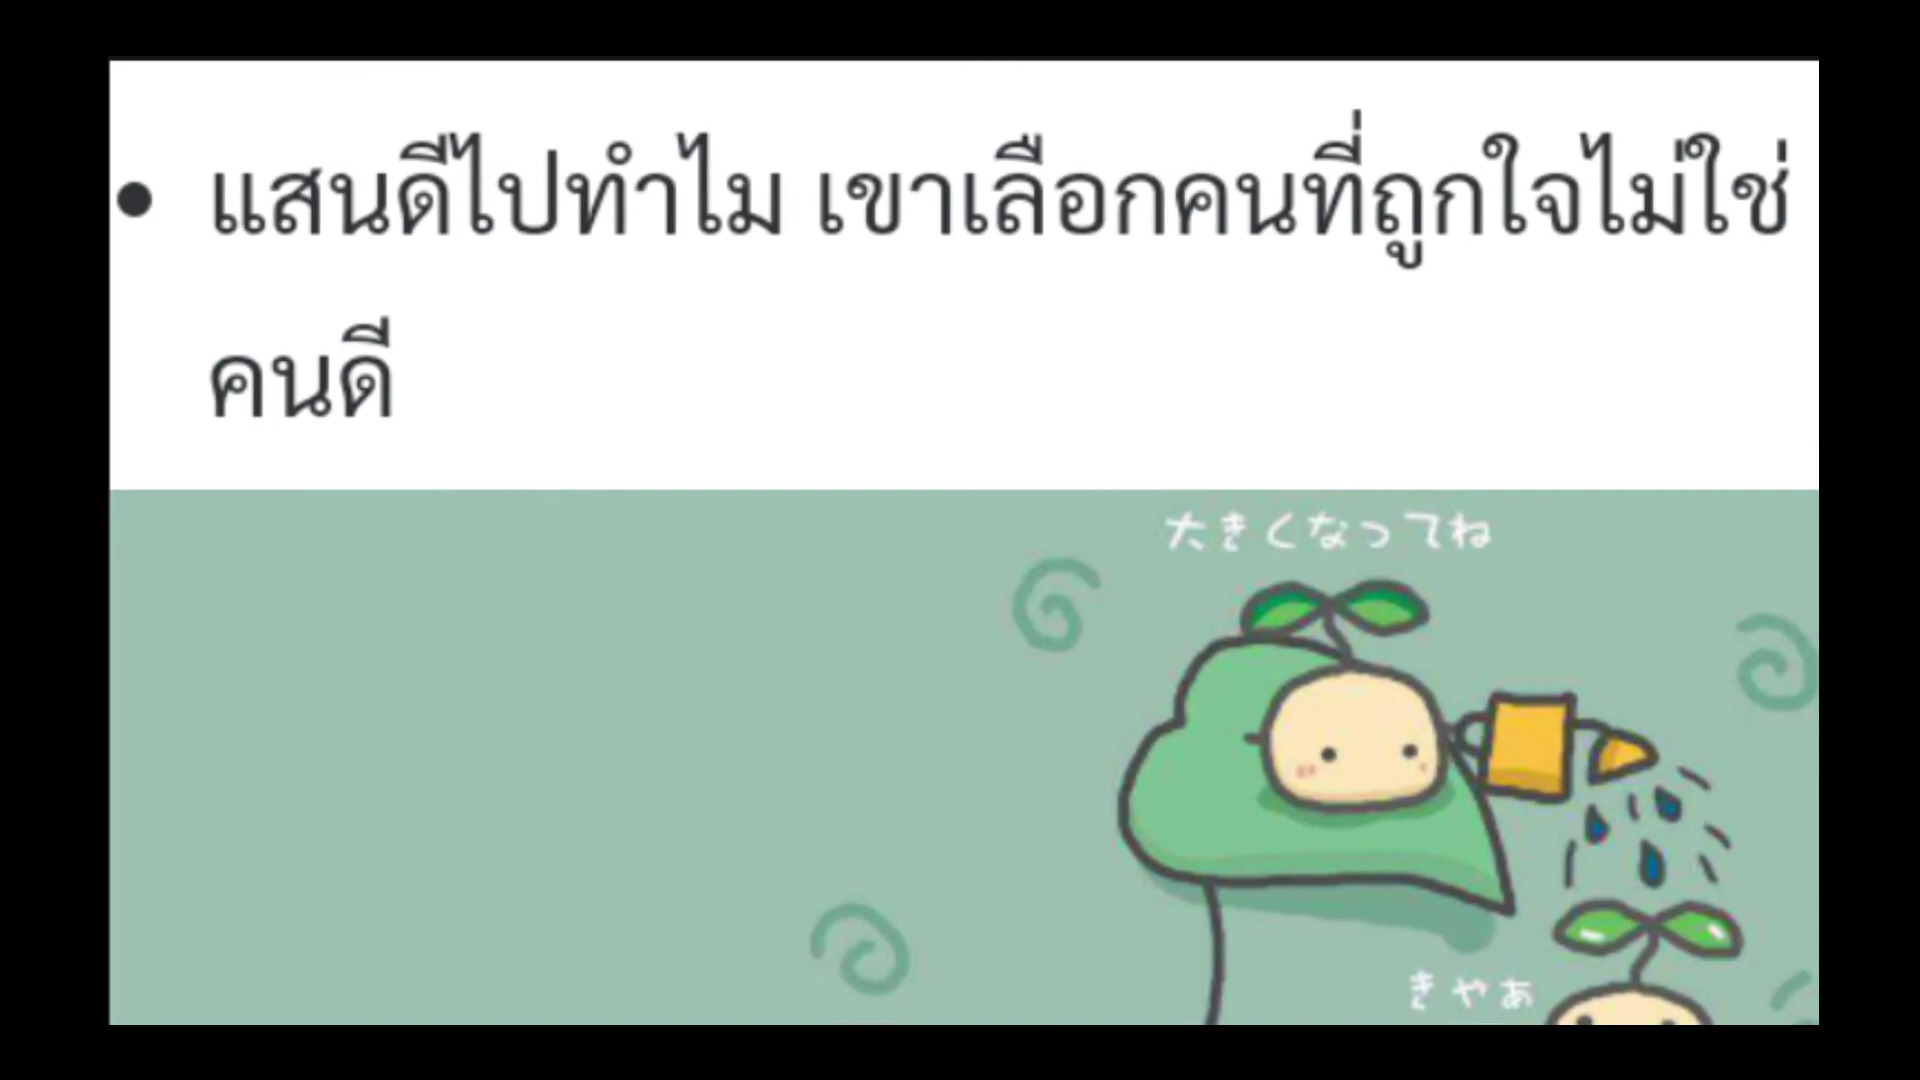 • แสนดีไปทำไม เขาเลือกคนที่ถูกใจไม่ใช่
คนดี
大きくなってね
きゃあ